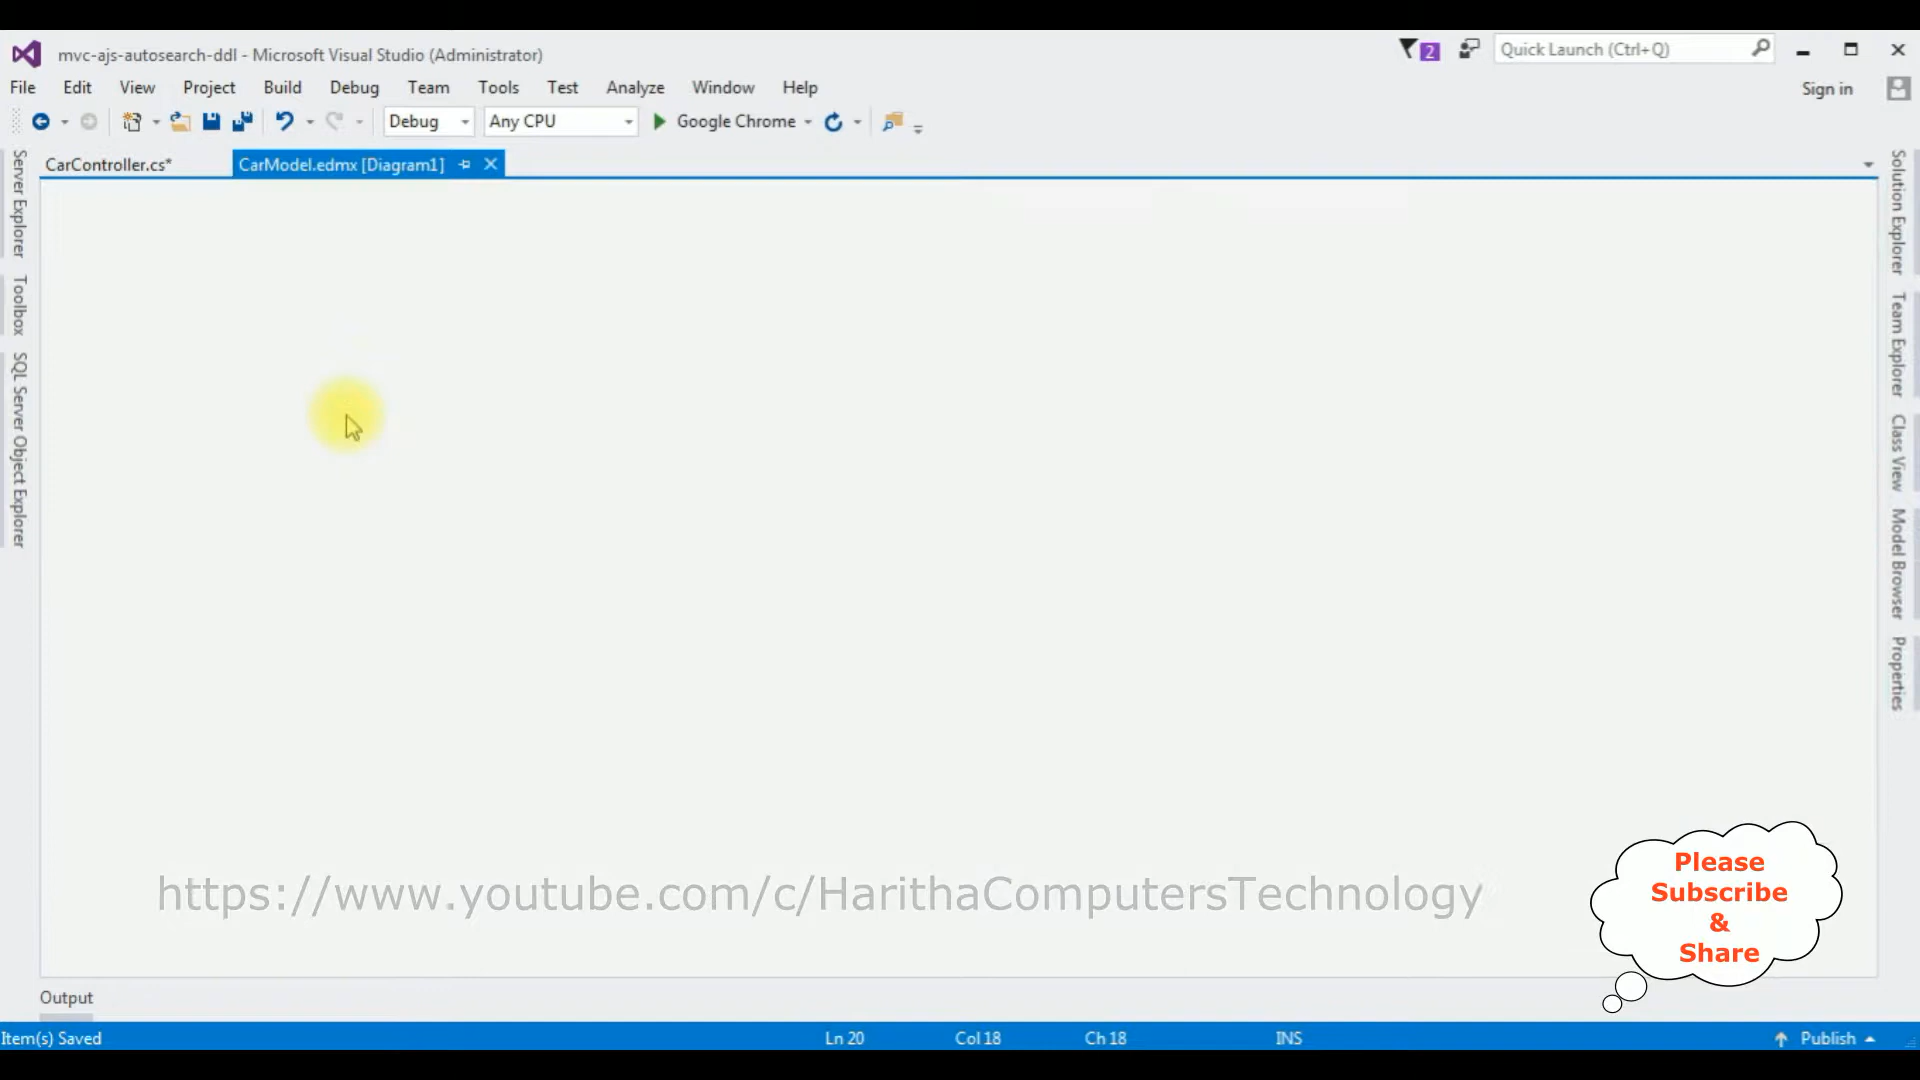 mvc-ajs-autosearch-ddl - Microsoft Visual Studio (Administrator)
2
Quick Launch (Ctrl+Q)
File Edit View Project Build Debug Team Tools Test Analyze Window Help
Sign in
Debug Any CPU Google Chrome
CarController.cs* CarModel.edmx [Diagram1]
Server Explorer
Toolbox
SQL Server Object Explorer
Solution Explorer
Team Explorer
Class View
Model Browser
Properties
https://www.youtube.com/c/HarithaComputersTechnology
Please
Subscribe
&
Share
Output
Item(s) Saved Ln 20 Col 18 Ch 18 INS Publish